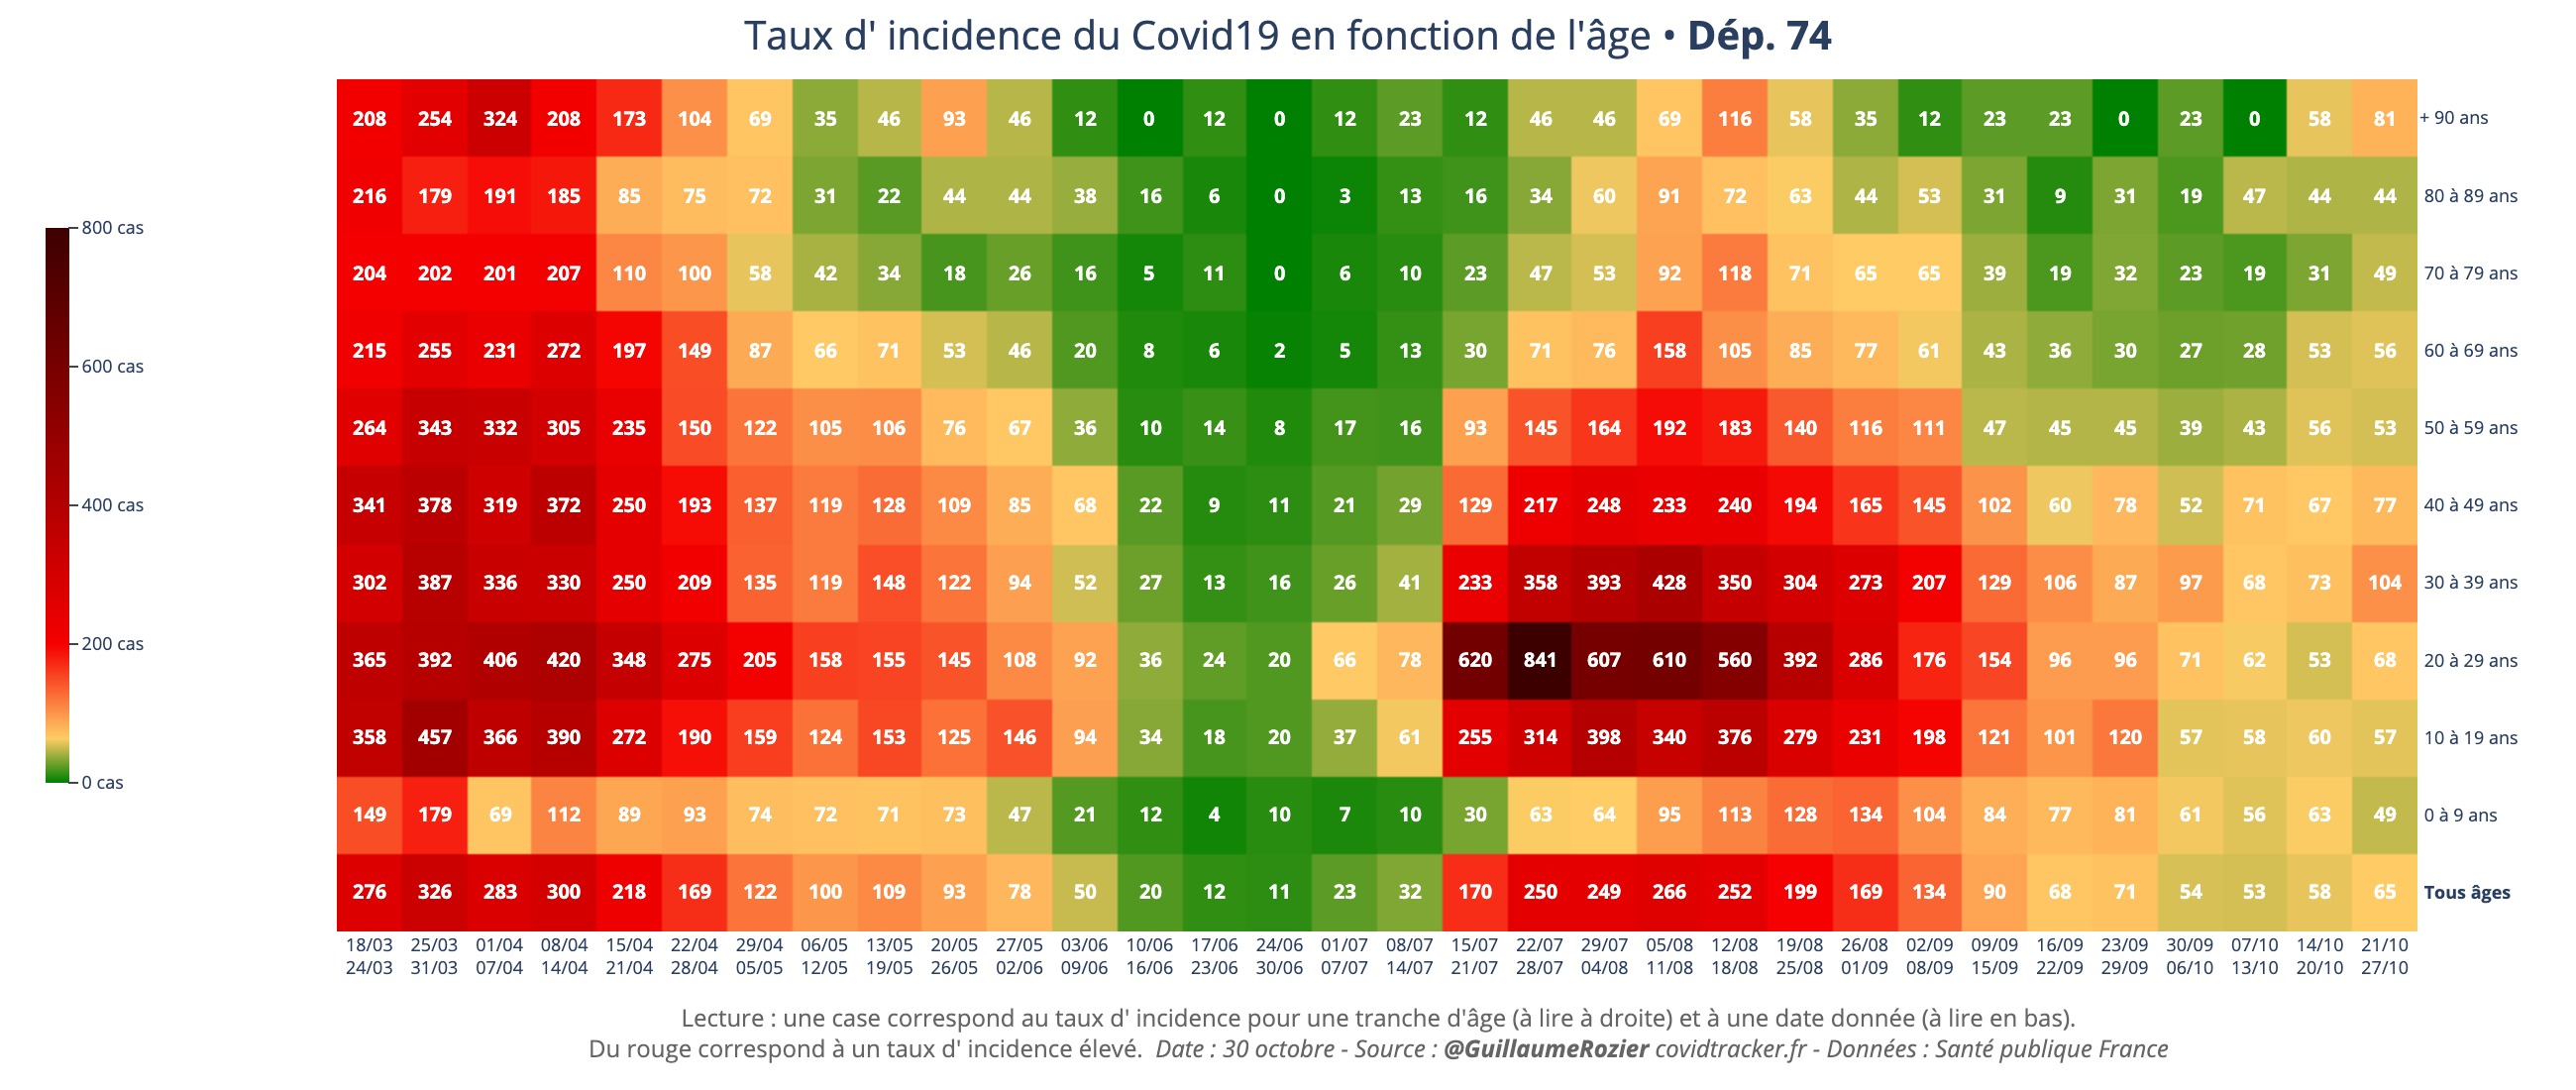 Taux d' incidence du Covid19 en fonction de l'âge • Dép. 74
208 254 324 208 173 104 69 35 46 93 46 12 0 12 0 12 23 12 46 46 69 116 58 35 12 23 23 0 23 0 58 81 + 90 ans
216 179 191 185 85 75 72 31 22 44 44 38 16 6 0 3 13 16 34 60 91 72 63 44 53 31 9 31 19 47 44 44 80 à 89 ans
800 cas
204 202 201 207 110 100 58 42 34 18 26 16 5 11 0 6 10 23 47 53 92 118 71 65 65 39 19 32 23 19 31 49 70 à 79 ans
215 255 231 272 197 149 87 66 71 53 46 20 8 6 2 5 13 30 71 76 158 105 85 77 61 43 36 30 27 28 53 56 60 à 69 ans
600 cas
264 343 332 305 235 150 122 105 106 76 67 36 10 14 8 17 16 93 145 164 192 183 140 116 111 47 45 45 39 43 56 53 50 à 59 ans
400 cas
341 378 319 372 250 193 137 119 128 109 85 68 22 9 11 21 29 129 217 248 233 240 194 165 145 102 60 78 52 71 67 77 40 à 49 ans
302 387 336 330 250 209 135 119 148 122 94 52 27 13 16 26 41 233 358 393 428 350 304 273 207 129 106 87 97 68 73 104 30 à 39 ans
200 cas
365 392 406 420 348 275 205 158 155 145 108 92 36 24 20 66 78 620 841 607 610 560 392 286 176 154 96 96 71 62 53 68 20 à 29 ans
358 457 366 390 272 190 159 124 153 125 146 94 34 18 20 37 61 255 314 398 340 376 279 231 198 121 101 120 57 58 60 57 10 à 19 ans
0 cas
149 179 69 112 89 93 74 72 71 73 47 21 12 4 10 7 10 30 63 64 95 113 128 134 104 84 77 81 61 56 63 49 0 à 9 ans
276 326 283 300 218 169 122 100 109 93 78 50 20 12 11 23 32 170 250 249 266 252 199 169 134 90 68 71 54 53 58 65 Tous âges
18/03 25/03 01/04 08/04 15/04 22/04 29/04 06/05 13/05 20/05 27/05 03/06 10/06 17/06 24/06 01/07 08/07 15/07 22/07 29/07 05/08 12/08 19/08 26/08 02/09 09/09 16/09 23/09 30/09 07/10 14/10 21/10
24/03 31/03 07/04 14/04 21/04 28/04 05/05 12/05 19/05 26/05 02/06 09/06 16/06 23/06 30/06 07/07 14/07 21/07 28/07 04/08 11/08 18/08 25/08 01/09 08/09 15/09 22/09 29/09 06/10 13/10 20/10 27/10
Lecture : une case correspond au taux d' incidence pour une tranche d'âge (à lire à droite) et à une date donnée (à lire en bas).
Du rouge correspond à un taux d' incidence élevé. Date : 30 octobre - Source : @GuillaumeRozier covidtracker.fr - Données : Santé publique France